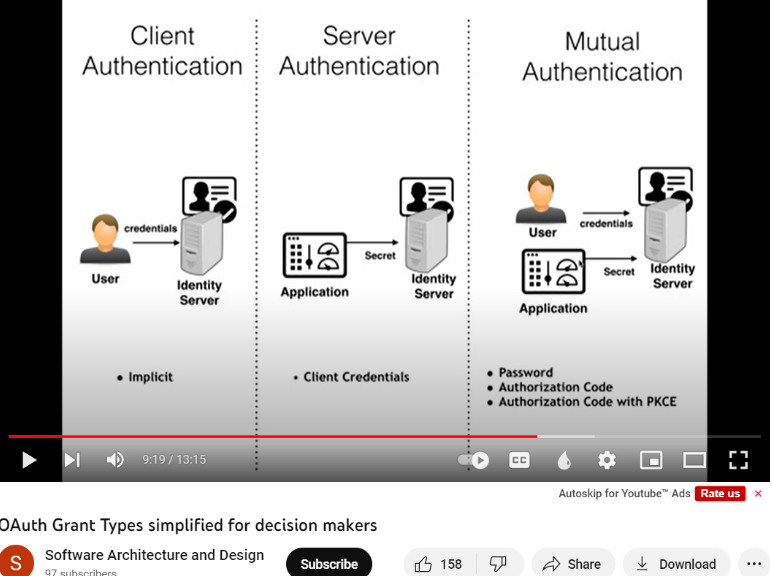 Client
Authentication
Server
Authentication
Mutual
Authentication
credentials
User
Identity
Server
Secret
Application
Identity
Server
User
credentials
Secret
Identity
Server
Application
• Implicit
• Client Credentials
• Password
• Authorization Code
• Authorization Code with PKCE
9:19 / 13:15
CC
Autoskip for Youtube™ Ads Rate us ×
OAuth Grant Types simplified for decision makers
S
Software Architecture and Design
97 subscribers
Subscribe
158
Share
Download